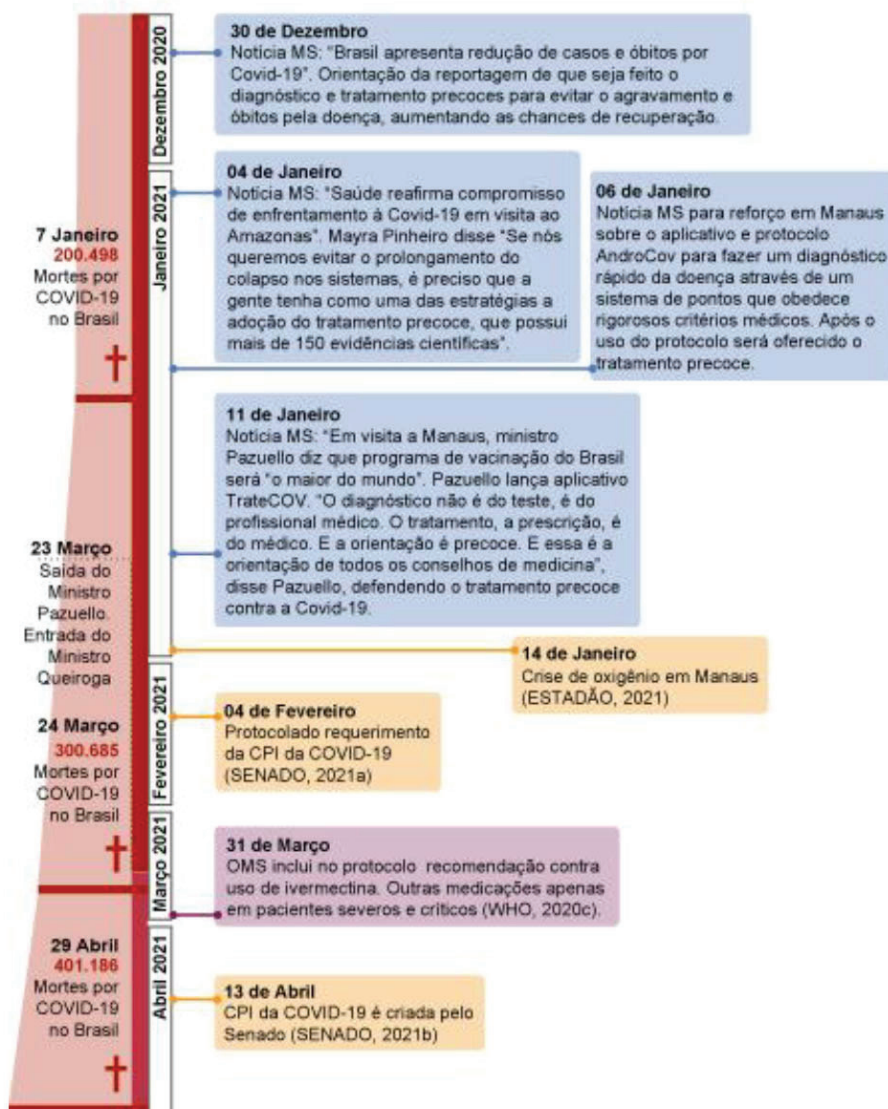 Dezembro 2020
30 de Dezembro
Notícia MS: “Brasil apresenta redução de casos e óbitos por
Covid-19”. Orientação da reportagem de que seja feito o
diagnóstico e tratamento precoces para evitar o agravamento e
óbitos pela doença, aumentando as chances de recuperação.
Janeiro 2021
04 de Janeiro
Notícia MS: “Saúde reafirma compromisso
de enfrentamento à Covid-19 em visita ao
Amazonas”. Mayra Pinheiro disse “Se nós
queremos evitar o prolongamento do
colapso nos sistemas, é preciso que a
gente tenha como uma das estratégias a
adoção do tratamento precoce, que possui
mais de 150 evidências científicas”.
06 de Janeiro
Notícia MS para reforço em Manaus
sobre o aplicativo e protocolo
AndroCov para fazer um diagnóstico
rápido da doença através de um
sistema de pontos que obedece
rigorosos critérios médicos. Após o
uso do protocolo será oferecido o
tratamento precoce.
7 Janeiro
200.498
Mortes por
COVID-19
no Brasil
11 de Janeiro
Notícia MS: “Em visita a Manaus, ministro
Pazuello diz que programa de vacinação do Brasil
será “o maior do mundo”. Pazuello lança aplicativo
TrateCOV. “O diagnóstico não é do teste, é do
profissional médico. O tratamento, a prescrição, é
do médico. E a orientação é precoce. E essa é a
orientação de todos os conselhos de medicina”,
disse Pazuello, defendendo o tratamento precoce
contra a Covid-19.
23 Março
Saída do
Ministro
Pazuello.
Entrada do
Ministro
Queiroga
14 de Janeiro
Crise de oxigênio em Manaus
(ESTADÃO, 2021)
Fevereiro 2021
04 de Fevereiro
Protocolado requerimento
da CPI da COVID-19
(SENADO, 2021a)
24 Março
300.685
Mortes por
COVID-19
no Brasil
Março 2021
31 de Março
OMS inclui no protocolo recomendação contra
uso de ivermectina. Outras medicações apenas
em pacientes severos e críticos (WHO, 2020c).
Abril 2021
29 Abril
401.186
Mortes por
COVID-19
no Brasil
13 de Abril
CPI da COVID-19 é criada pelo
Senado (SENADO, 2021b)